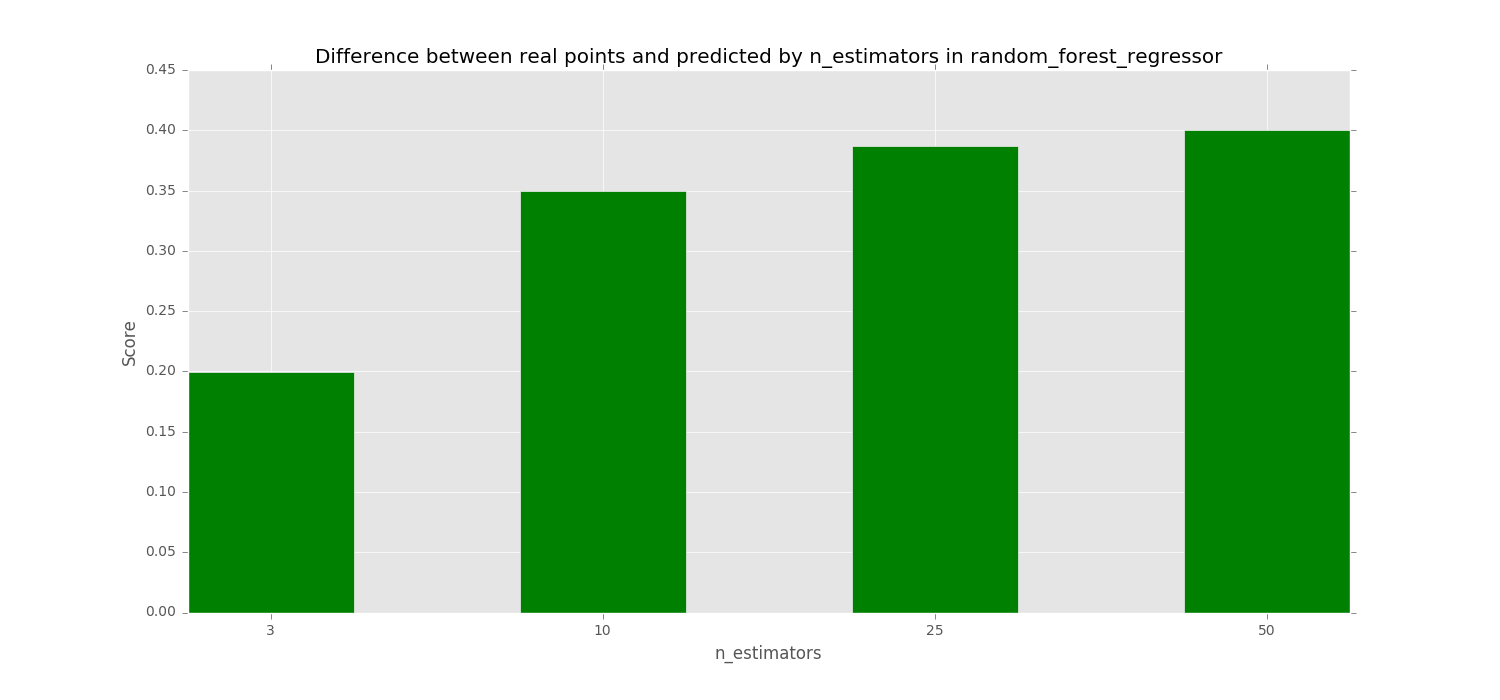 Difference between real points and predicted by n_estimators in random_forest_regressor
0.45
0.40
0.35
0.30
0.25
0.20
0.15
0.10
0.05
0.00
Score
3 10 25 50
n_estimators